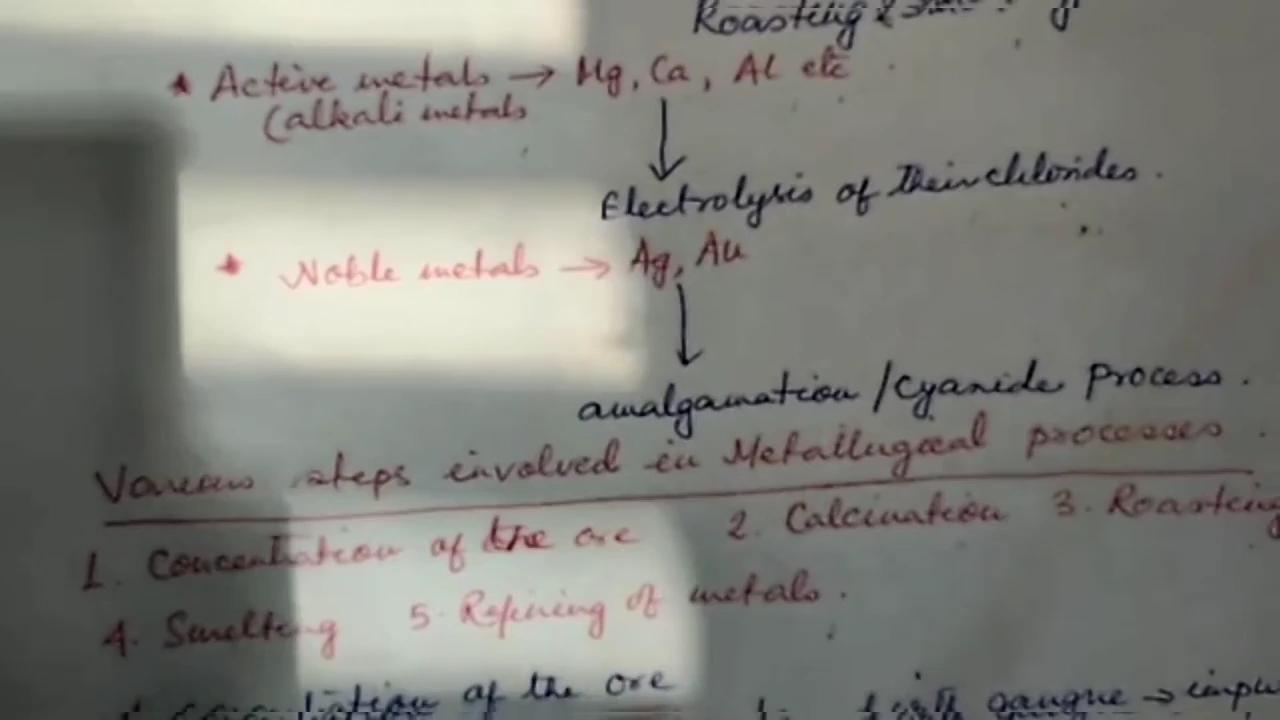 Roasting &
* Active metals → Mg, Ca, Al etc
(alkali metals
Electrolysis of their chlorides.
* Noble metals → Ag, Au
amalgamation / Cyanide process.
Various steps involved in Metallugical processes.
1. Concentration of the ore 2. Calcination 3. Roasting
4. Smelting 5. Refining of metals.
of the ore gangue →